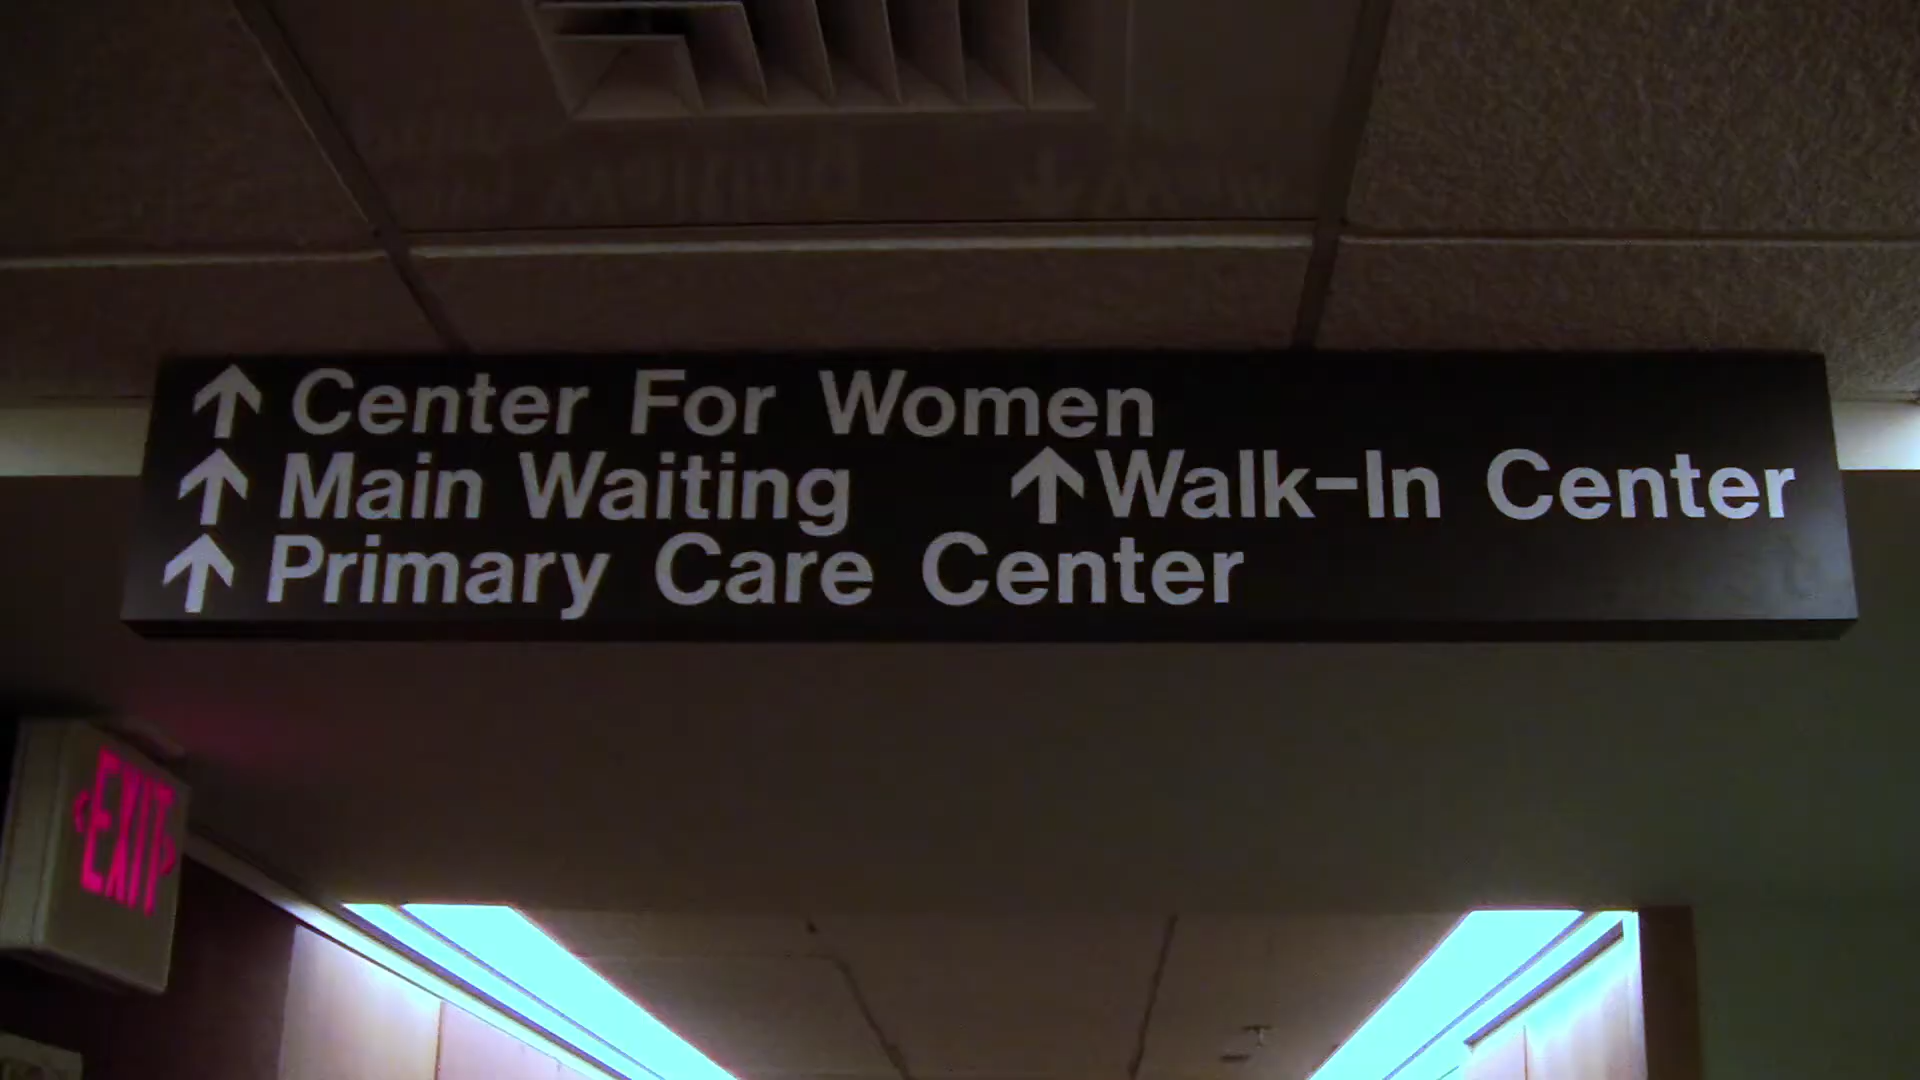 ↑ Center For Women
↑ Main Waiting ↑ Walk-In Center
↑ Primary Care Center
EXIT